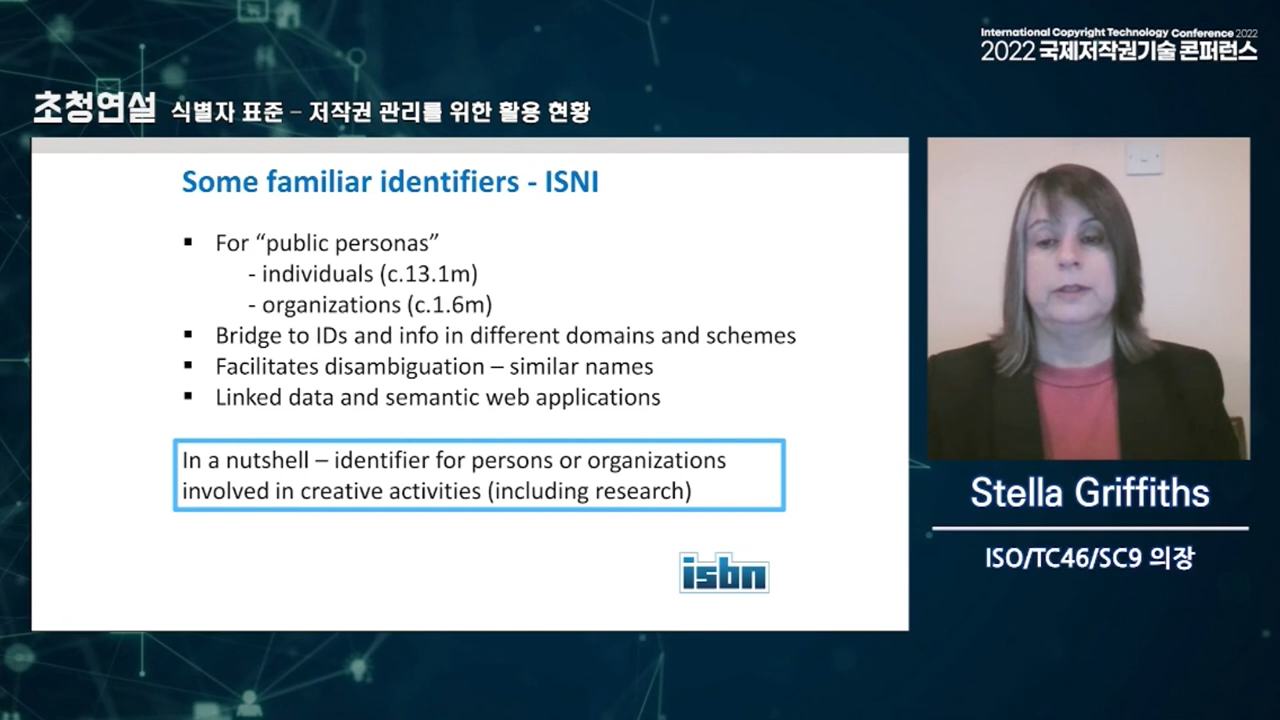 International Copyright Technology Conference 2022
2022 국제저작권기술 콘퍼런스
초청연설 식별자 표준 – 저작권 관리를 위한 활용 현황
Some familiar identifiers - ISNI
▪ For “public personas”
- individuals (c.13.1m)
- organizations (c.1.6m)
▪ Bridge to IDs and info in different domains and schemes
▪ Facilitates disambiguation – similar names
▪ Linked data and semantic web applications
In a nutshell – identifier for persons or organizations
involved in creative activities (including research)
isbn
Stella Griffiths
ISO/TC46/SC9 의장